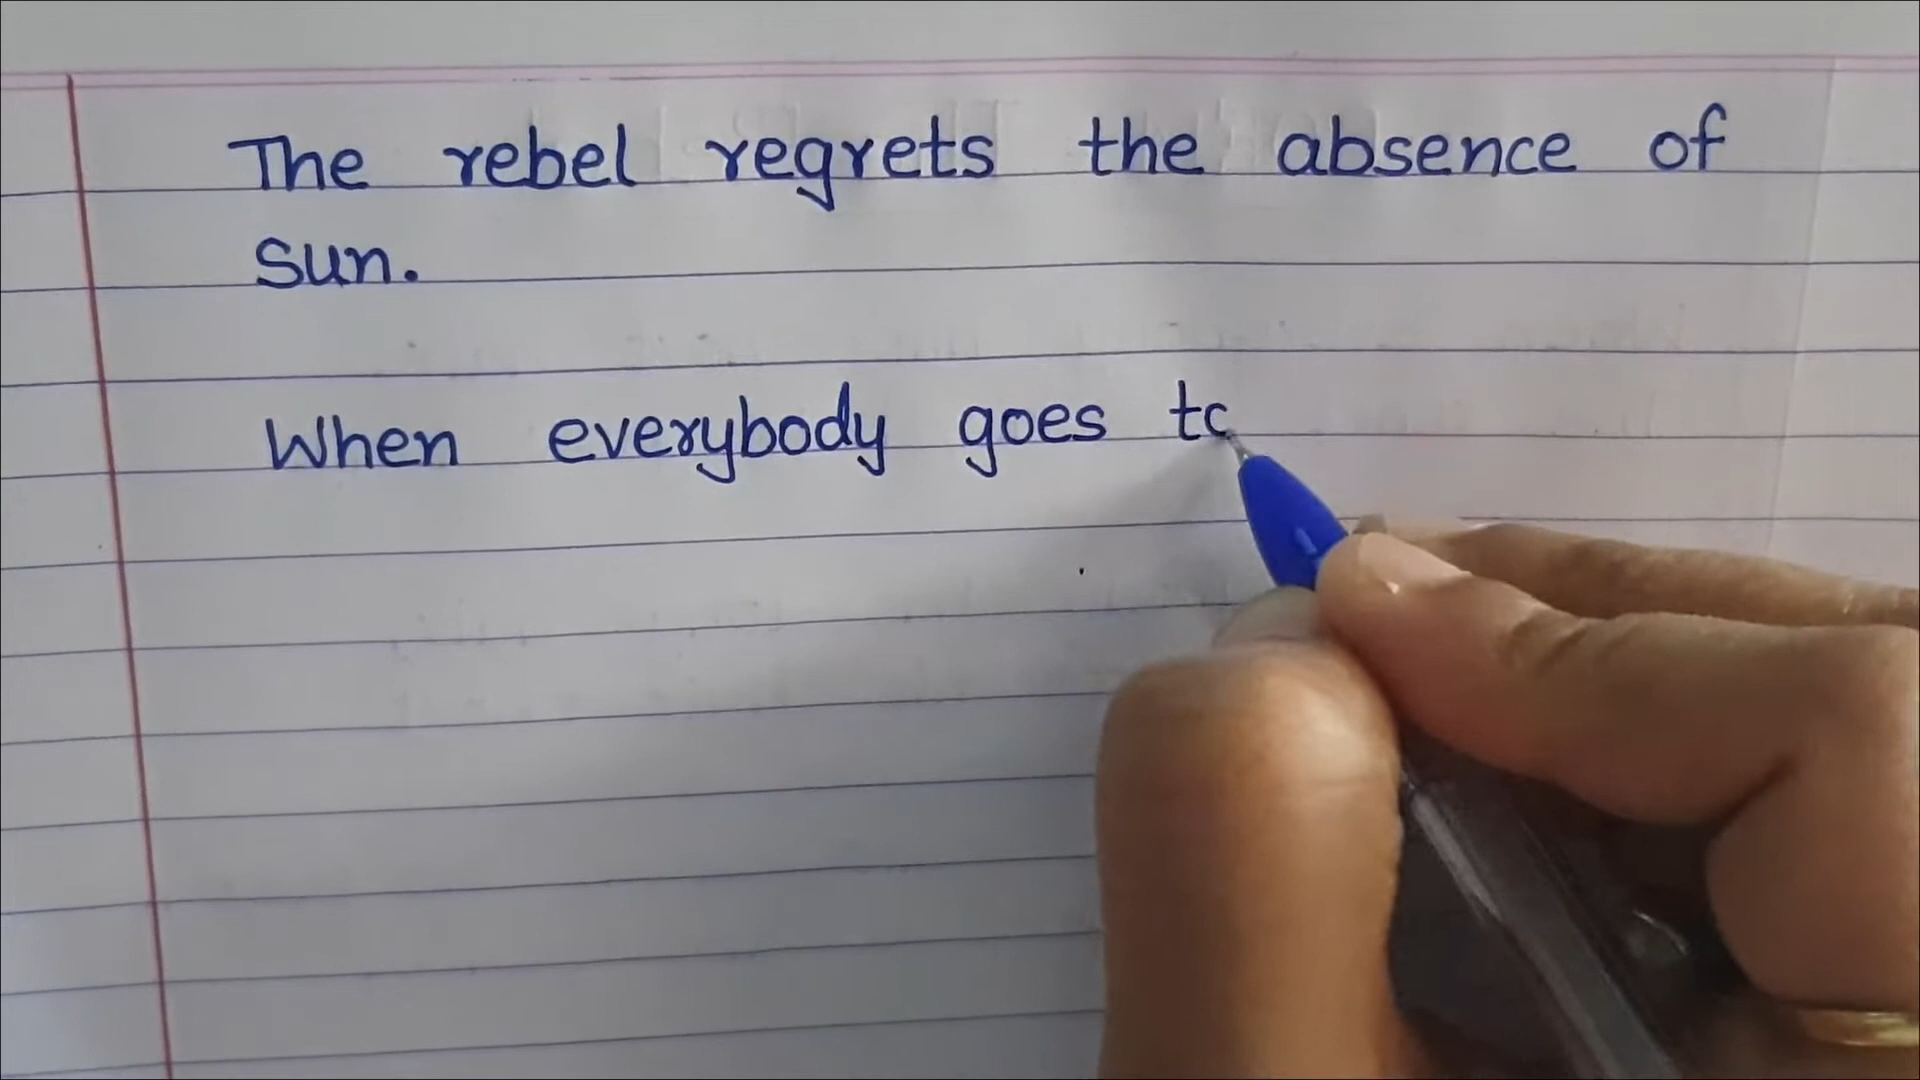 The rebel regrets the absence of
sun.
When everybody goes tc